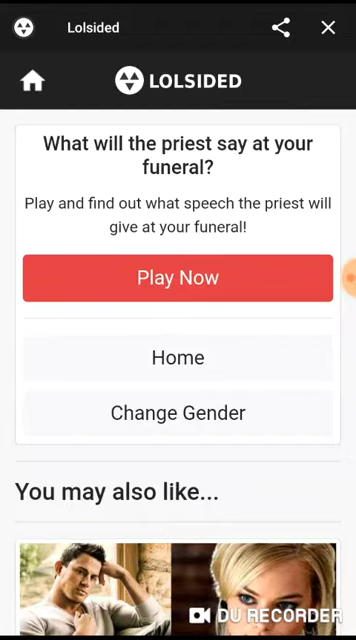 Lolsided
LOLSIDED
What will the priest say at your
funeral?
Play and find out what speech the priest will
give at your funeral!
Play Now
Home
Change Gender
You may also like...
DU RECORDER